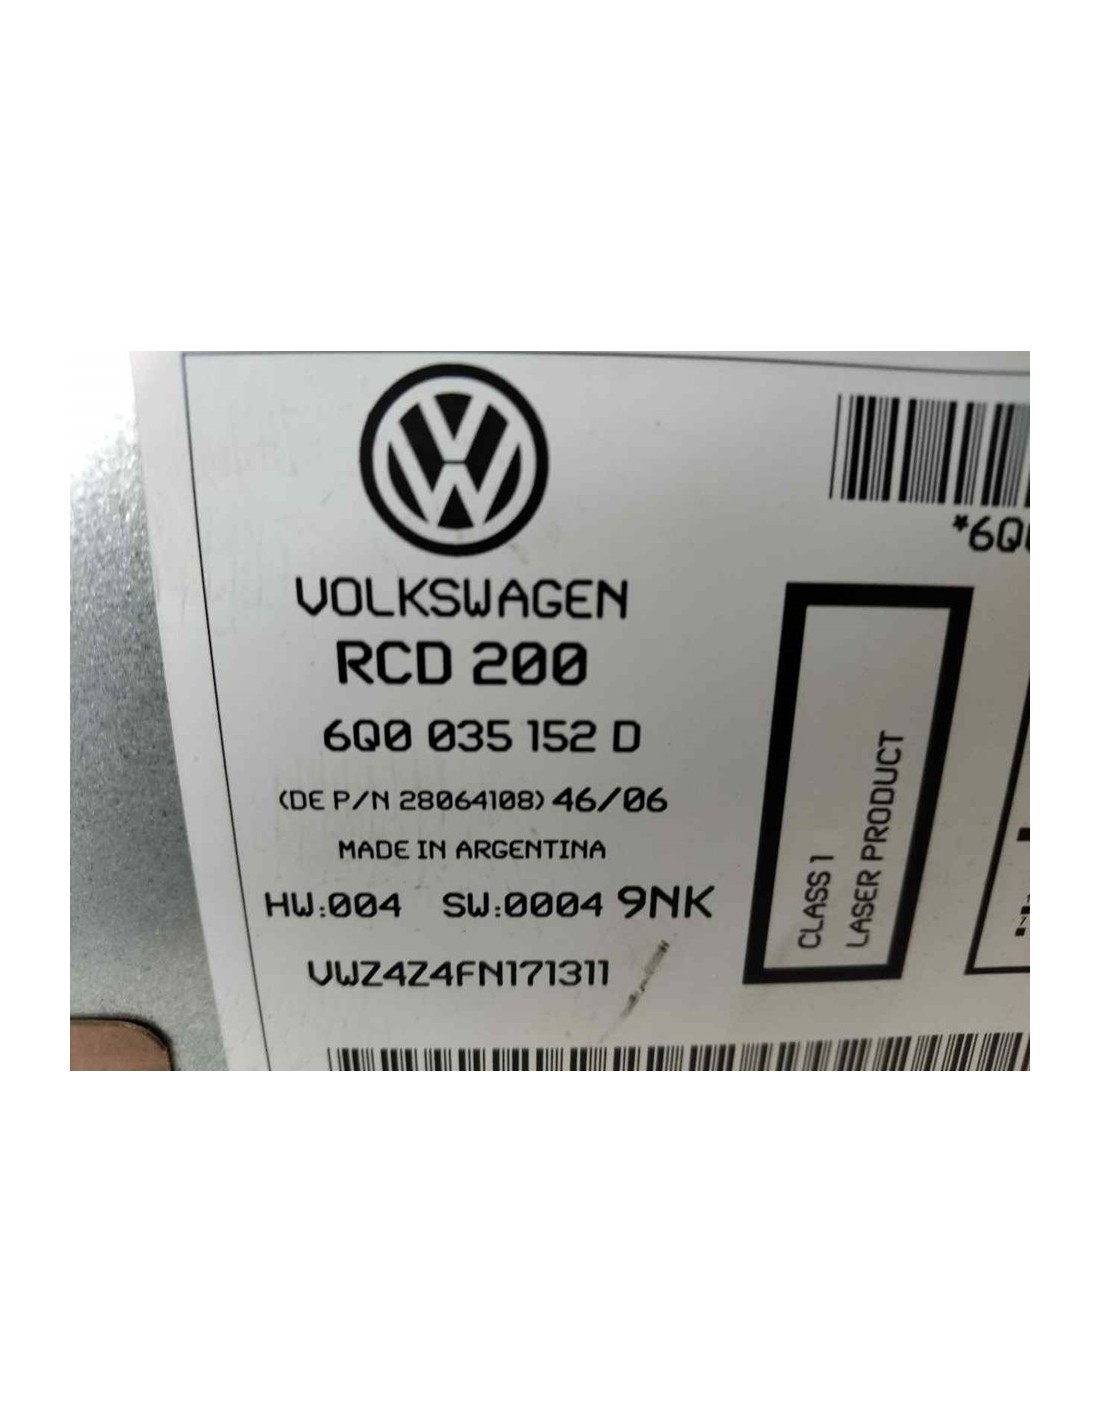 VOLKSWAGEN
RCD 200
6Q0 035 152 D
(DE P/N 28064108) 46/06
MADE IN ARGENTINA
HW:004 SW:0004 9NK
VWZ4Z4FN171311
*6Q
CLASS 1
LASER PRODUCT